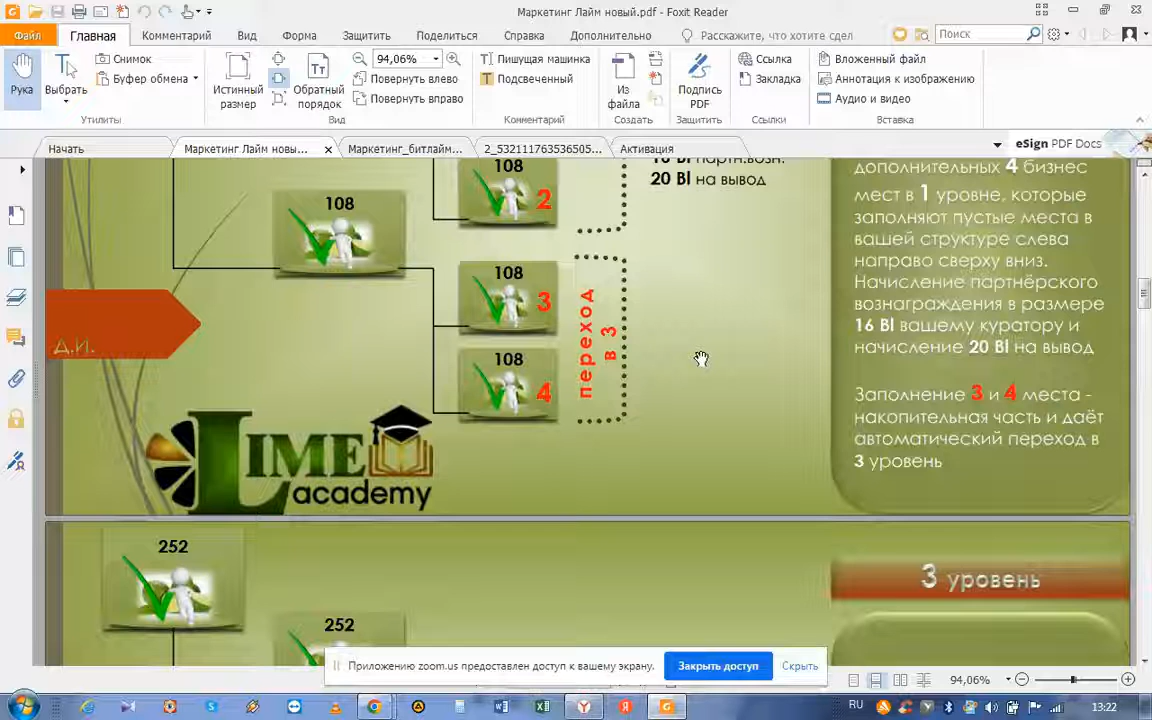 Маркетинг Лайм новый.pdf - Foxit Reader
Файл Главная Комментарий Вид Форма Защитить Поделиться Справка Дополнительно Расскажите, что хотите сдел Поиск
Рука
Выбрать
Снимок
Буфер обмена
Утилиты
Истинный размер
94,06%
Обратный порядок
Повернуть влево
Повернуть вправо
Вид
Пишущая машинка
Подсвеченный
Комментарий
Из файла
Создать
Подпись PDF
Защитить
Ссылка
Закладка
Ссылки
Вложенный файл
Аннотация к изображению
Аудио и видео
Вставка
Начать Маркетинг Лайм новы... Маркетинг_битлайм... 2_532111763536505... Активация eSign PDF Docs
108
108
2
108
3
108
4
переход
в 3
20 Bl на вывод
Д.И.
LIME
academy
дополнительных 4 бизнес
мест в 1 уровне, которые
заполняют пустые места в
вашей структуре слева
направо сверху вниз.
Начисление партнёрского
вознаграждения в размере
16 Bl вашему куратору и
начисление 20 Bl на вывод
Заполнение 3 и 4 места -
накопительная часть и даёт
автоматический переход в
3 уровень
252
252
3 уровень
Приложению zoom.us предоставлен доступ к вашему экрану. Закрыть доступ Скрыть
94,06%
RU 13:22